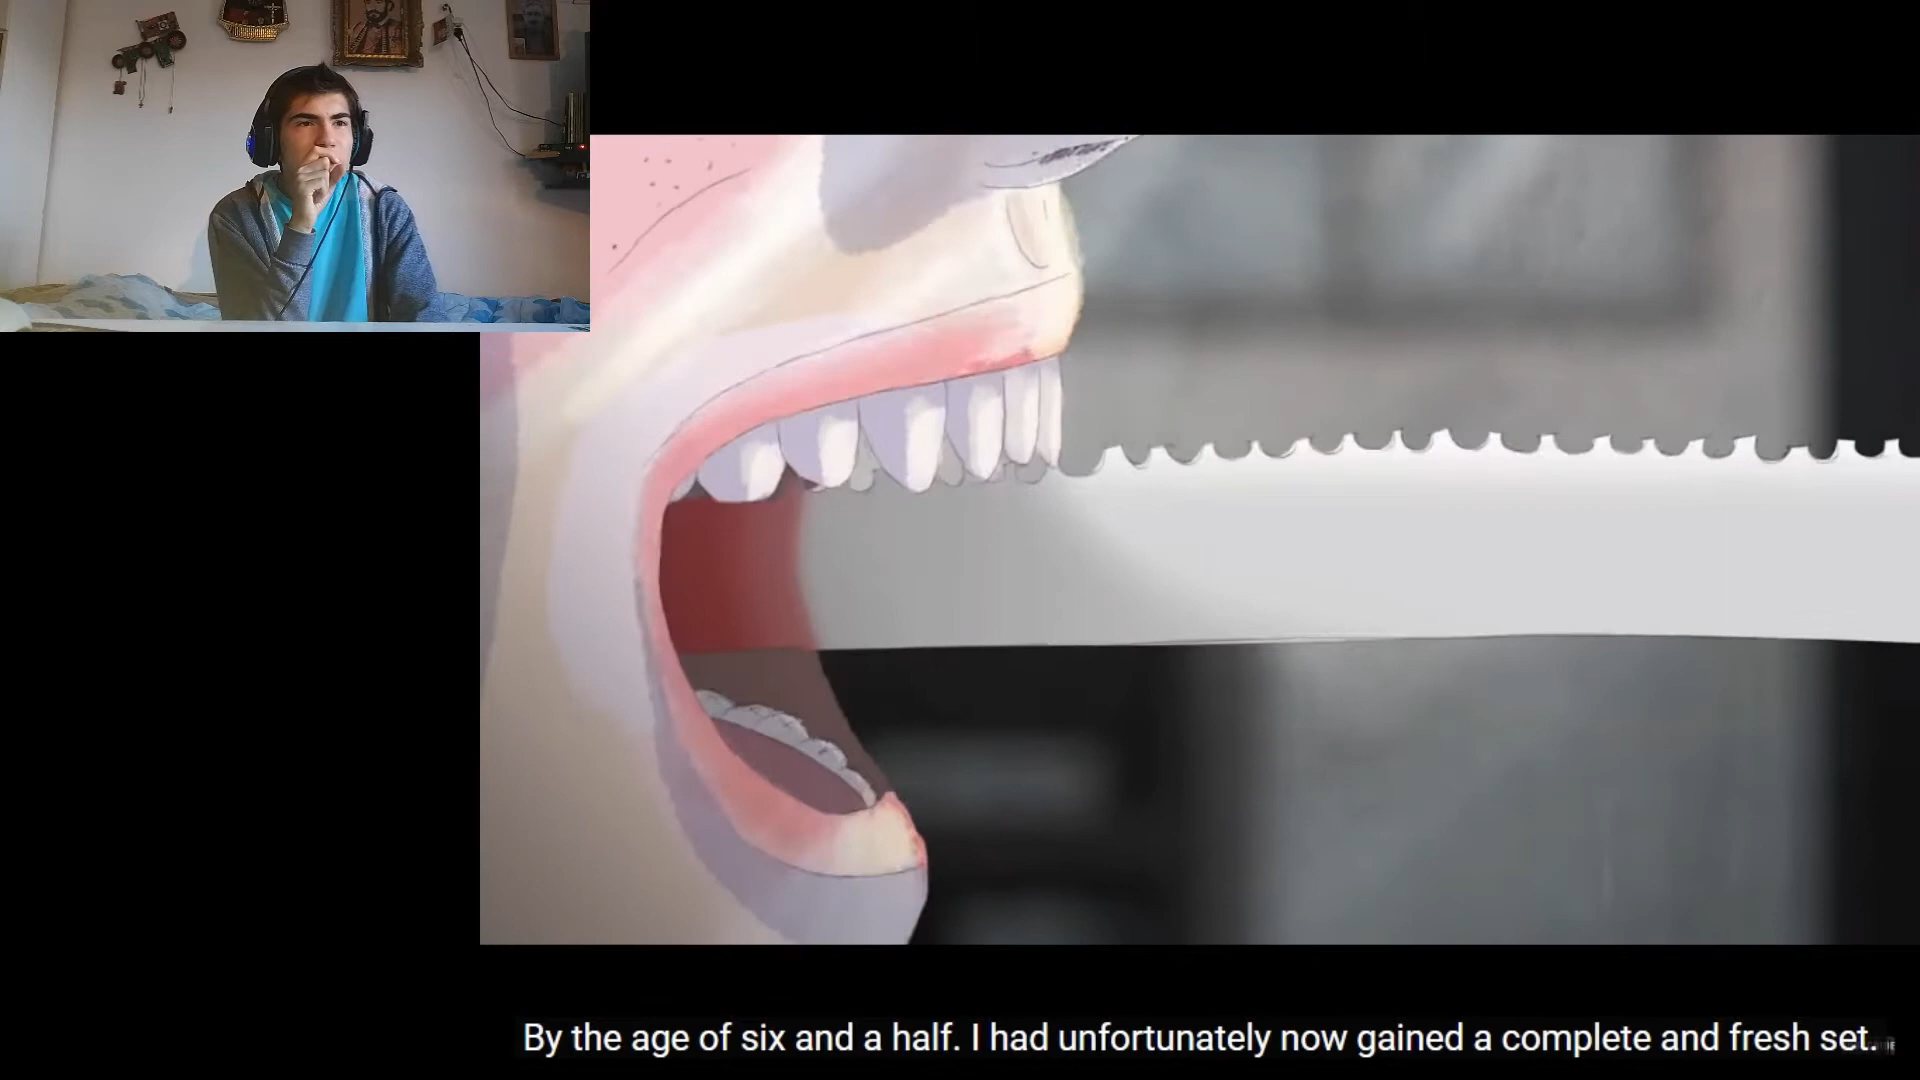 By the age of six and a half. I had unfortunately now gained a complete and fresh set.